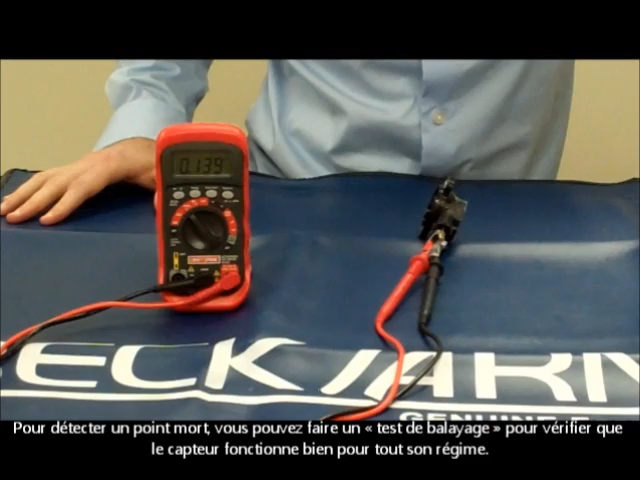 0.139
ECK / ARN
GENUINE
Pour détecter un point mort, vous pouvez faire un « test de balayage » pour vérifier que
le capteur fonctionne bien pour tout son régime.